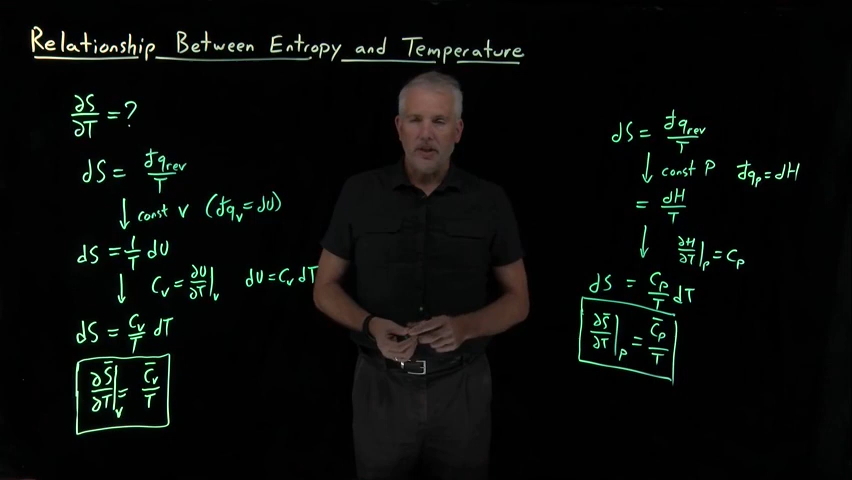 Relationship Between Entropy and Temperature
∂S/∂T = ?
dS = đq_rev/T
↓ const V (đq_v = dU)
dS = 1/T dU
↓ C_v = ∂U/∂T|_v dU = C_v dT
dS = C_v/T dT
∂S̄/∂T|_v = C̄_v/T
dS = đq_rev/T
↓ const P đq_p = dH
= dH/T
↓ ∂H/∂T|_p = C_p
dS = C_p/T dT
∂S̄/∂T|_p = C̄_p/T